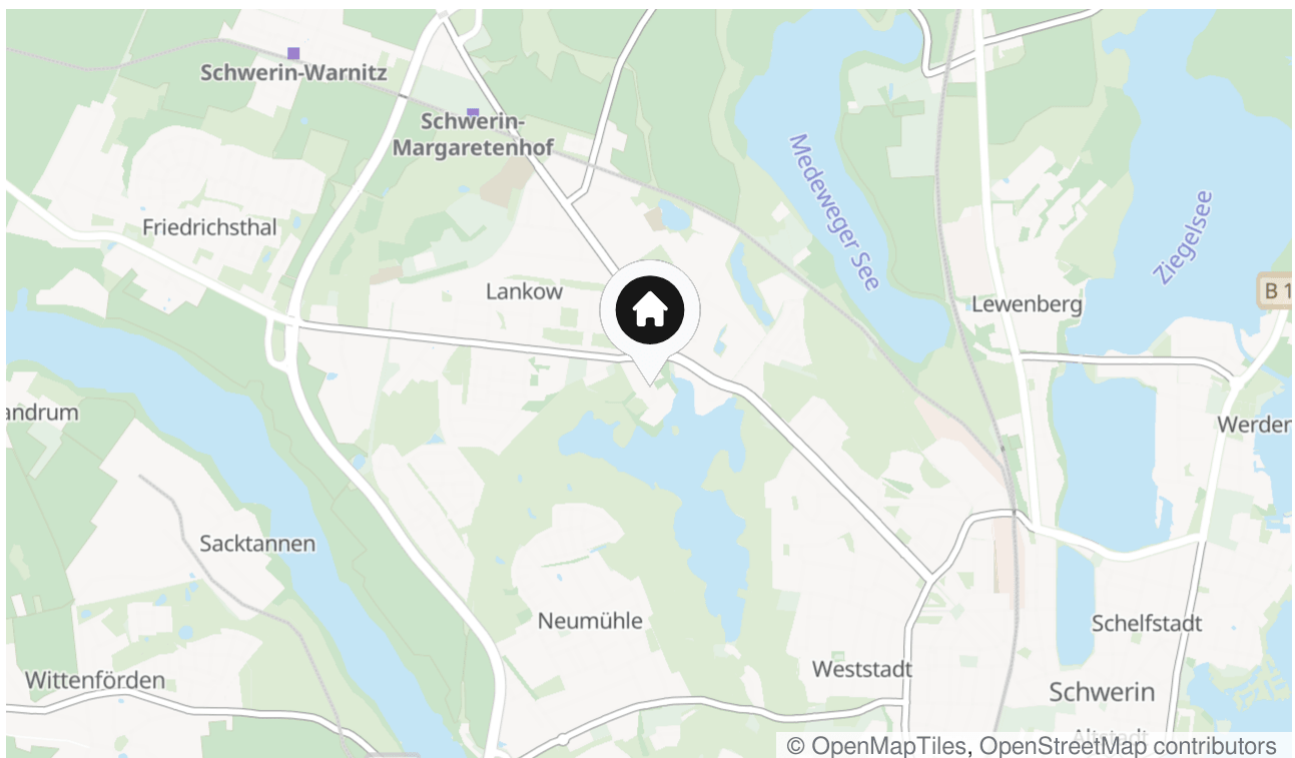 Schwerin-Warnitz
Schwerin-
Margaretenhof
Medeweger See
Friedrichsthal
Ziegelsee
Lankow
B 1
Lewenberg
andrum
Werder
Sacktannen
Neumühle
Schelfstadt
Weststadt
Wittenförden
Schwerin
Altstadt
© OpenMapTiles, OpenStreetMap contributors